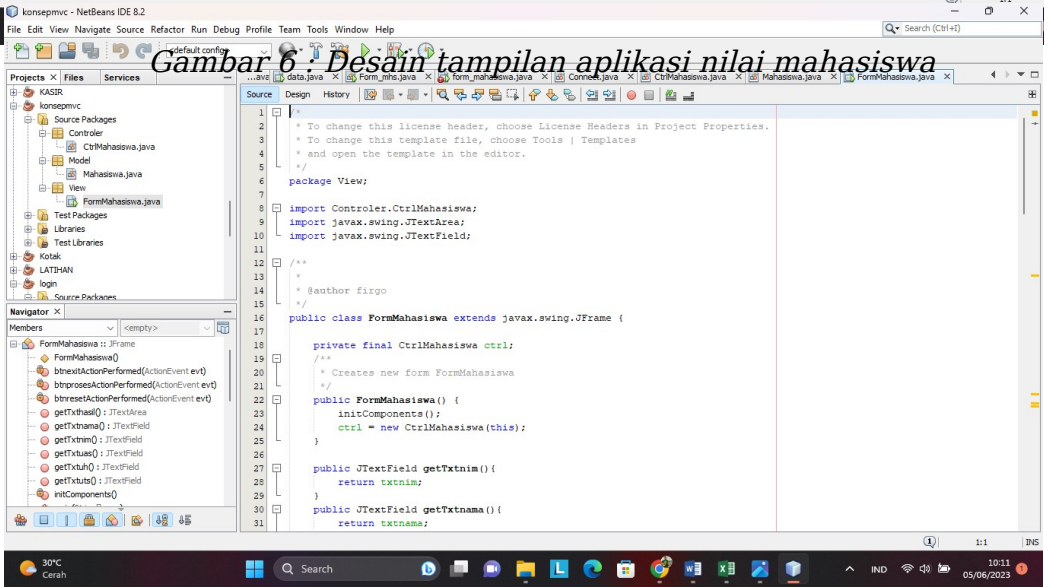 konsepmvc - NetBeans IDE 8.2
File Edit View Navigate Source Refactor Run Debug Profile Team Tools Window Help
Search (Ctrl+I)
<default config>
Gambar 6 : Desain tampilan aplikasi nilai mahasiswa
Projects Files Services
...ava data.java Form_mhs.java form_mahasiswa.java Connect.java CtrlMahasiswa.java Mahasiswa.java FormMahasiswa.java
Source Design History
KASIR
konsepmvc
Source Packages
Controler
CtrlMahasiswa.java
Model
Mahasiswa.java
View
FormMahasiswa.java
Test Packages
Libraries
Test Libraries
Kotak
LATIHAN
login
Source Packages
Navigator
Members <empty>
FormMahasiswa :: JFrame
FormMahasiswa()
btnexitActionPerformed(ActionEvent evt)
btnprosesActionPerformed(ActionEvent evt)
btnresetActionPerformed(ActionEvent evt)
getTxthasil() : JTextArea
getTxtnama() : JTextField
getTxtnim() : JTextField
getTxtuas() : JTextField
getTxtuh() : JTextField
getTxtuts() : JTextField
initComponents()
1 /*
2 * To change this license header, choose License Headers in Project Properties.
3 * To change this template file, choose Tools | Templates
4 * and open the template in the editor.
5 */
6 package View;
7
8 import Controler.CtrlMahasiswa;
9 import javax.swing.JTextArea;
10 import javax.swing.JTextField;
11
12 /**
13 *
14 * @author firgo
15 */
16 public class FormMahasiswa extends javax.swing.JFrame {
17
18 private final CtrlMahasiswa ctrl;
19 /**
20 * Creates new form FormMahasiswa
21 */
22 public FormMahasiswa() {
23 initComponents();
24 ctrl = new CtrlMahasiswa(this);
25 }
26
27 public JTextField getTxtnim(){
28 return txtnim;
29 }
30 public JTextField getTxtnama(){
31 return txtnama;
1 1:1 INS
30°C
Cerah
Search
IND
10:11
05/06/2023
1